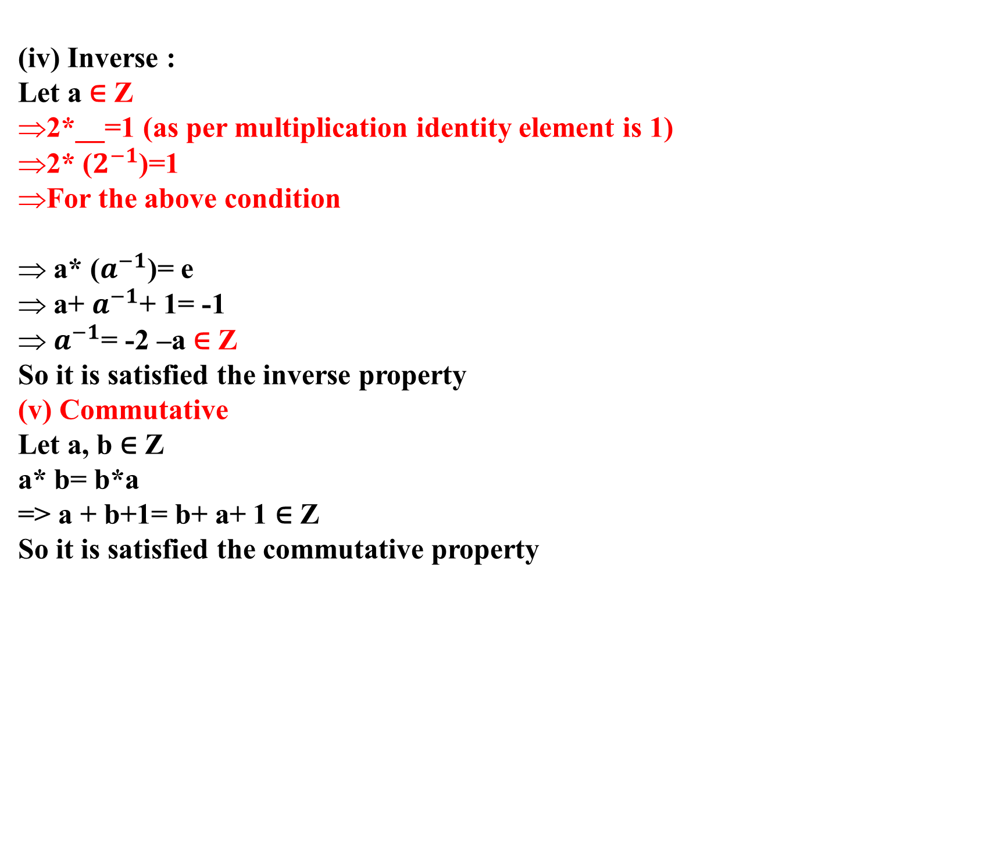 (iv) Inverse :
Let a ∈ Z
⇒2*__=1 (as per multiplication identity element is 1)
⇒2* (2⁻¹)=1
⇒For the above condition
⇒ a* (a⁻¹)= e
⇒ a+ a⁻¹+ 1= -1
⇒ a⁻¹= -2 –a ∈ Z
So it is satisfied the inverse property
(v) Commutative
Let a, b ∈ Z
a* b= b*a
=> a + b+1= b+ a+ 1 ∈ Z
So it is satisfied the commutative property